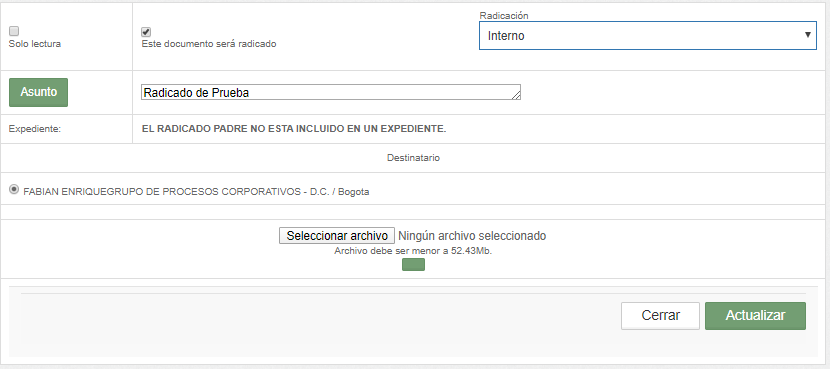 Solo lectura
Este documento será radicado
Radicación
Interno
Asunto
Radicado de Prueba
Expediente:
EL RADICADO PADRE NO ESTA INCLUIDO EN UN EXPEDIENTE.
Destinatario
FABIAN ENRIQUEGRUPO DE PROCESOS CORPORATIVOS - D.C. / Bogota
Seleccionar archivo Ningún archivo seleccionado
Archivo debe ser menor a 52.43Mb.
Cerrar
Actualizar